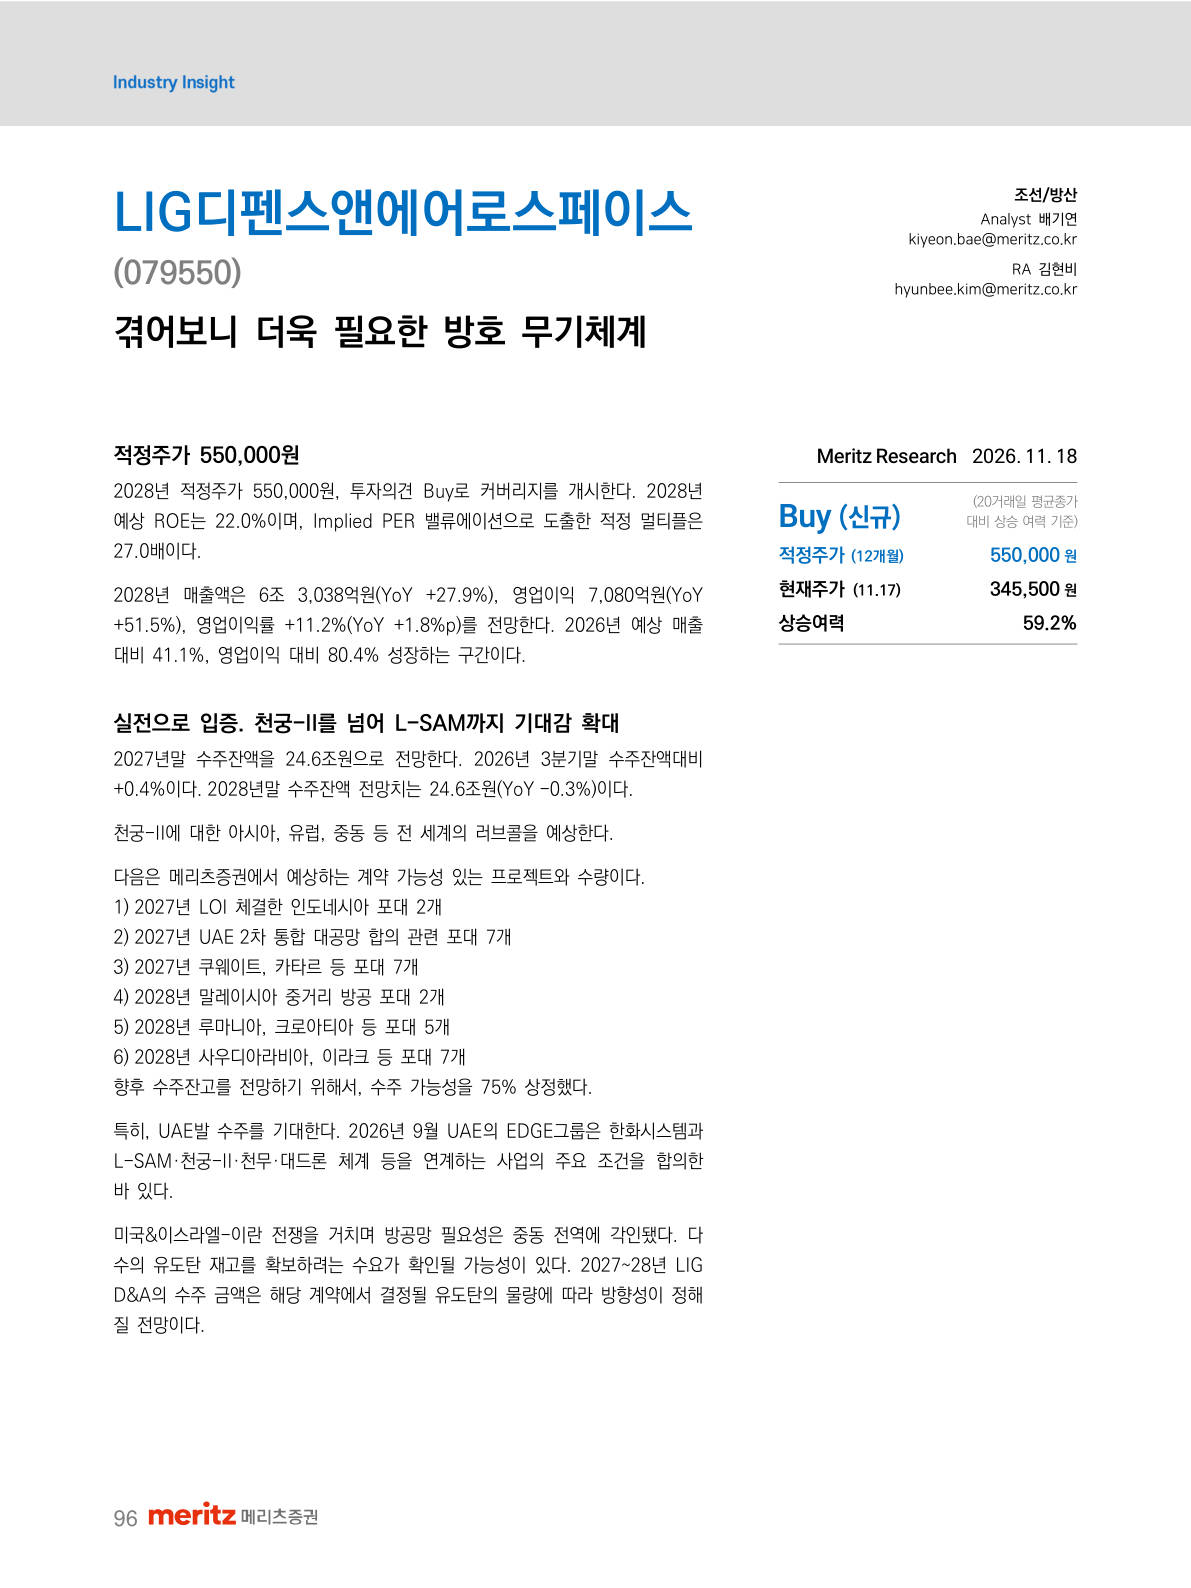 Industry Insight
LIG디펜스앤에어로스페이스
(079550)
겪어보니 더욱 필요한 방호 무기체계
조선/방산
Analyst 배기연
kiyeon.bae@meritz.co.kr
RA 김현비
hyunbee.kim@meritz.co.kr
적정주가 550,000원
2028년 적정주가 550,000원, 투자의견 Buy로 커버리지를 개시한다. 2028년
예상 ROE는 22.0%이며, Implied PER 밸류에이션으로 도출한 적정 멀티플은
27.0배이다.
2028년 매출액은 6조 3,038억원(YoY +27.9%), 영업이익 7,080억원(YoY
+51.5%), 영업이익률 +11.2%(YoY +1.8%p)를 전망한다. 2026년 예상 매출
대비 41.1%, 영업이익 대비 80.4% 성장하는 구간이다.
실전으로 입증. 천궁-II를 넘어 L-SAM까지 기대감 확대
2027년말 수주잔액을 24.6조원으로 전망한다. 2026년 3분기말 수주잔액대비
+0.4%이다. 2028년말 수주잔액 전망치는 24.6조원(YoY -0.3%)이다.
천궁-II에 대한 아시아, 유럽, 중동 등 전 세계의 러브콜을 예상한다.
다음은 메리츠증권에서 예상하는 계약 가능성 있는 프로젝트와 수량이다.
1) 2027년 LOI 체결한 인도네시아 포대 2개
2) 2027년 UAE 2차 통합 대공망 합의 관련 포대 7개
3) 2027년 쿠웨이트, 카타르 등 포대 7개
4) 2028년 말레이시아 중거리 방공 포대 2개
5) 2028년 루마니아, 크로아티아 등 포대 5개
6) 2028년 사우디아라비아, 이라크 등 포대 7개
향후 수주잔고를 전망하기 위해서, 수주 가능성을 75% 상정했다.
특히, UAE발 수주를 기대한다. 2026년 9월 UAE의 EDGE그룹은 한화시스템과
L-SAM·천궁-II·천무·대드론 체계 등을 연계하는 사업의 주요 조건을 합의한
바 있다.
미국&이스라엘-이란 전쟁을 거치며 방공망 필요성은 중동 전역에 각인됐다. 다
수의 유도탄 재고를 확보하려는 수요가 확인될 가능성이 있다. 2027~28년 LIG
D&A의 수주 금액은 해당 계약에서 결정될 유도탄의 물량에 따라 방향성이 정해
질 전망이다.
Meritz Research 2026. 11. 18
Buy (신규)
(20거래일 평균종가
대비 상승 여력 기준)
적정주가 (12개월) 550,000 원
현재주가 (11.17) 345,500 원
상승여력 59.2%
96 meritz 메리츠증권